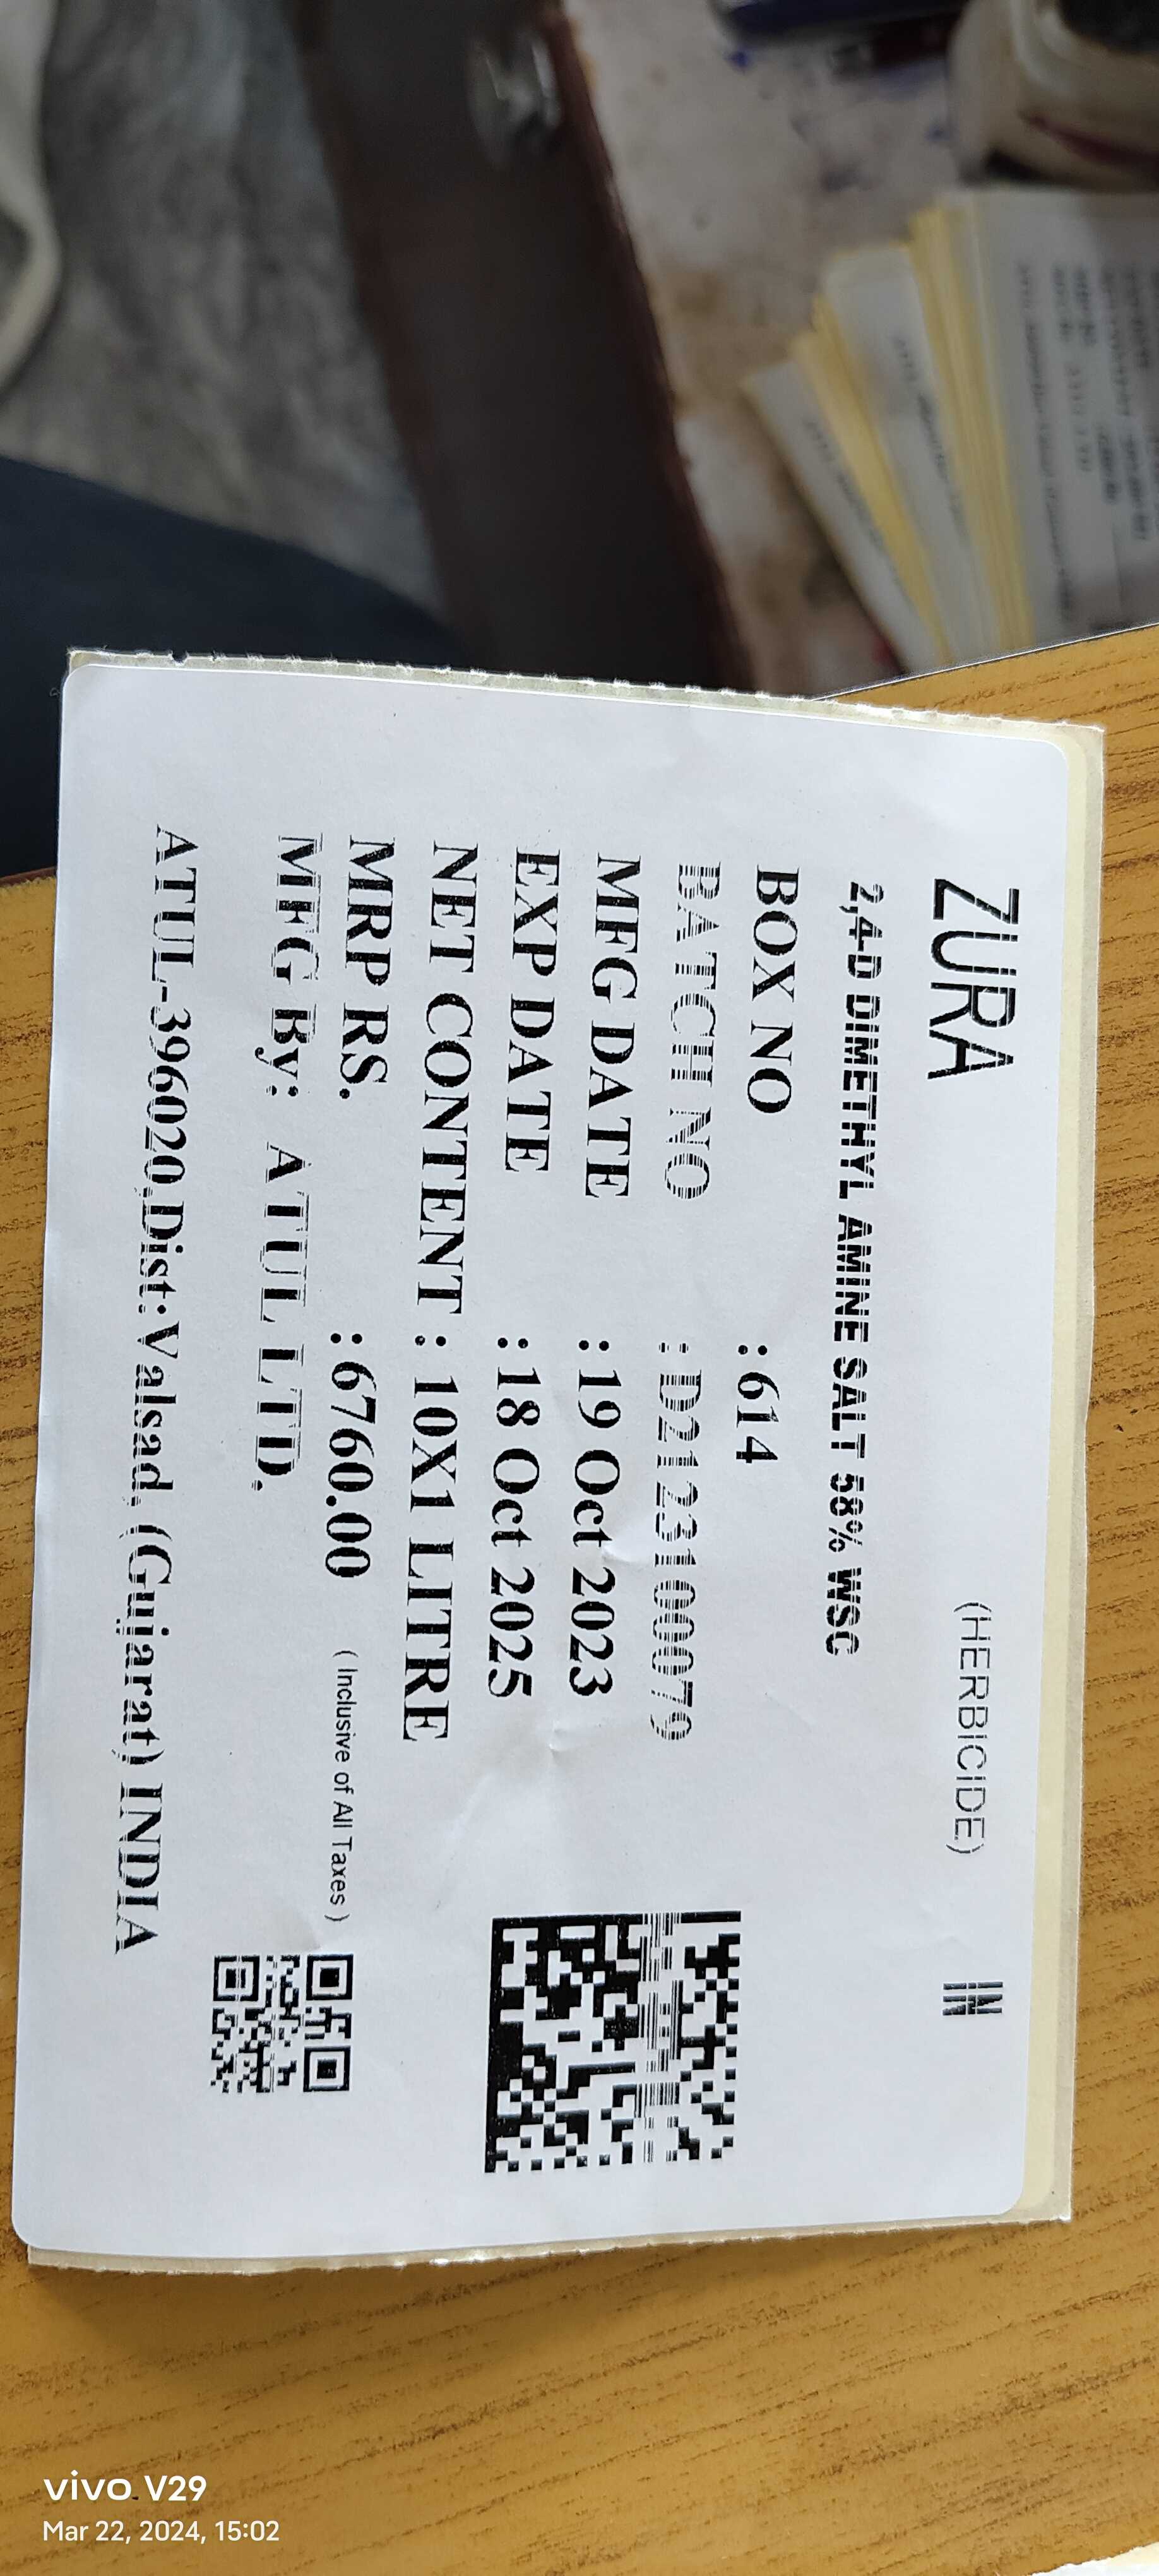 ZURA (HERBICIDE) IN
2,4-D DIMETHYL AMINE SALT 58% WSC
BOX NO : 614
BATCH NO : D2123100079
MFG DATE : 19 Oct 2023
EXP DATE : 18 Oct 2025
NET CONTENT : 10X1 LITRE
MRP RS. : 6760.00 ( Inclusive of All Taxes )
MFG By: ATUL LTD.
ATUL-396020,Dist: Valsad, (Gujarat) INDIA
vivo V29
Mar 22, 2024, 15:02